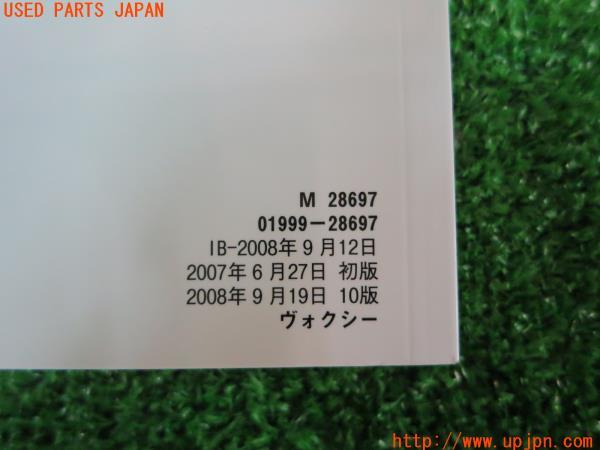 USED PARTS JAPAN
M 28697
01999-28697
IB-2008年9月12日
2007年6月27日 初版
2008年9月19日 10版
ヴォクシー
http://www.upjpn.com